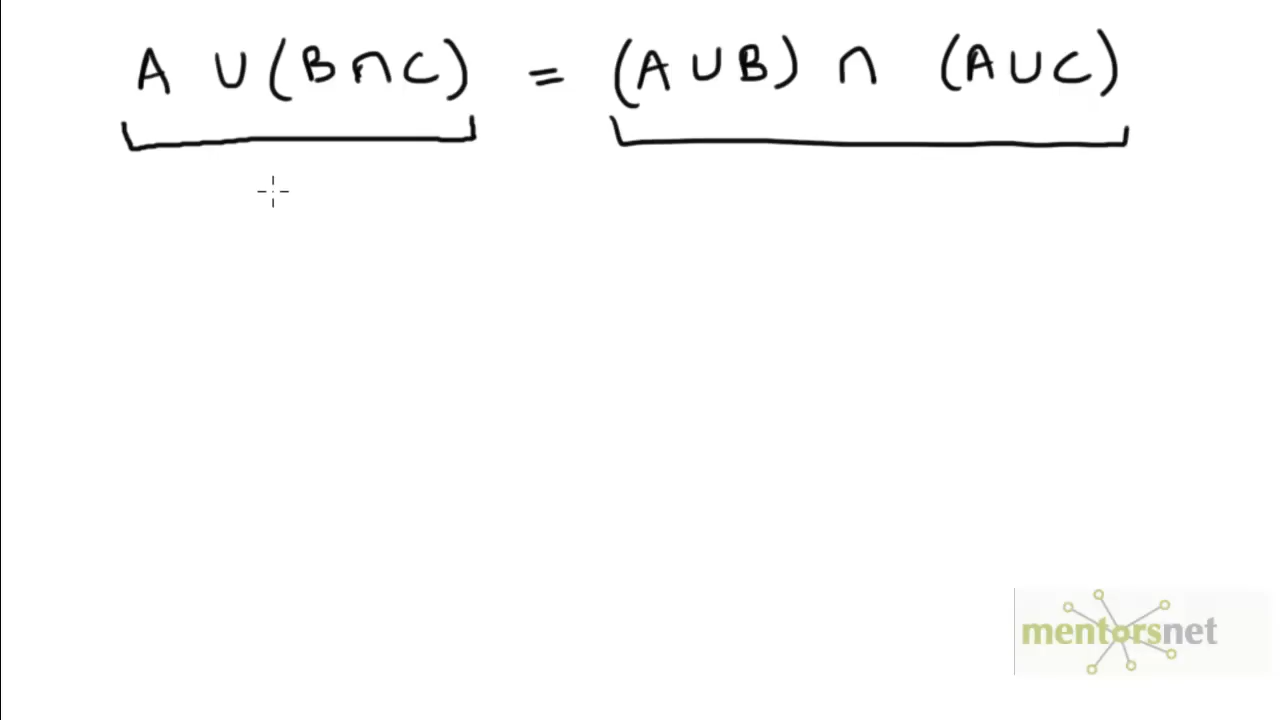 A ∪ (B ∩ C) = (A ∪ B) ∩ (A ∪ C)
mentorsnet